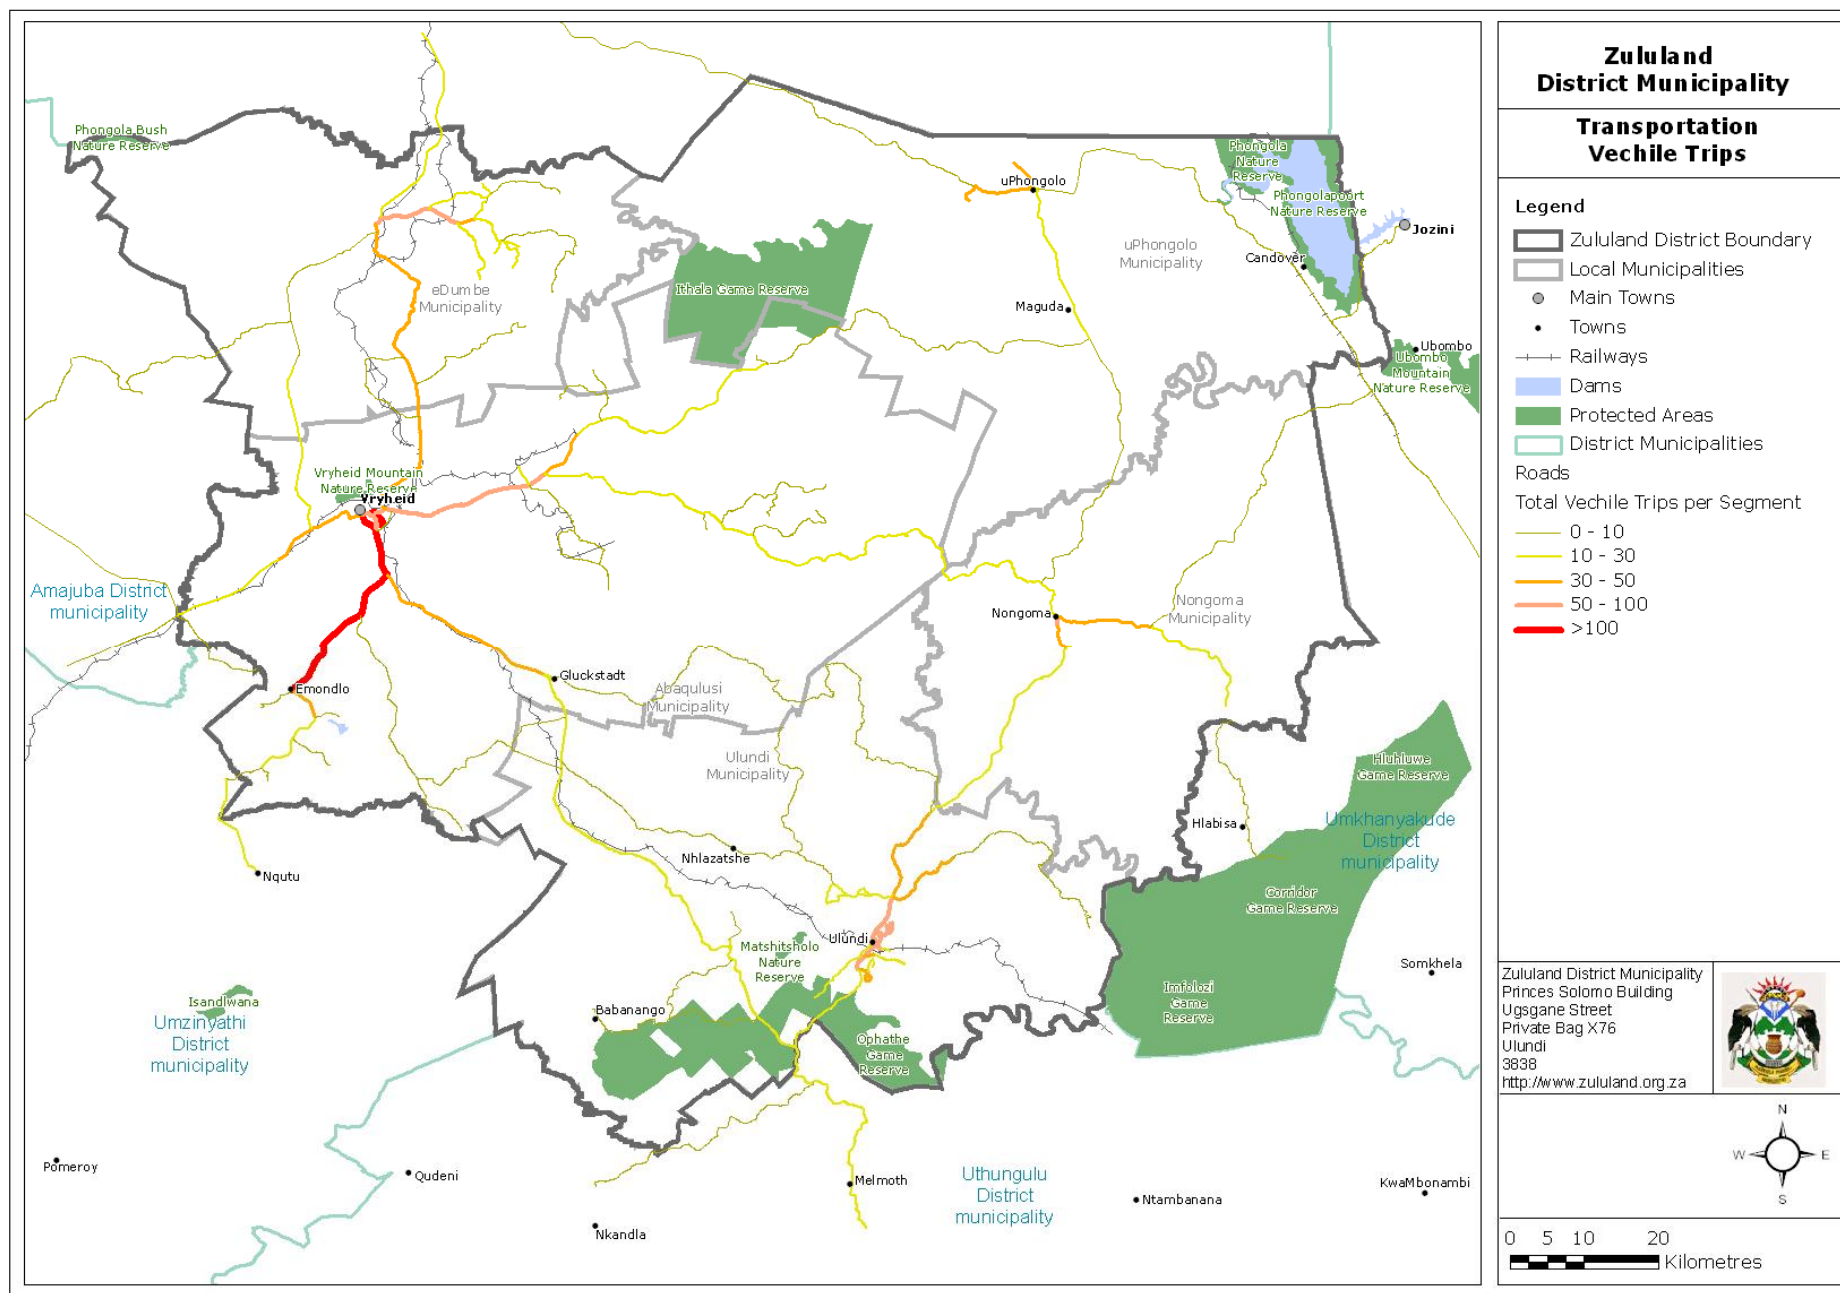 Zululand
District Municipality
Transportation
Vechile Trips
Legend
Zululand District Boundary
Local Municipalities
Main Towns
Towns
Railways
Dams
Protected Areas
District Municipalities
Roads
Total Vechile Trips per Segment
0 - 10
10 - 30
30 - 50
50 - 100
>100
Zululand District Municipality
Princes Solomo Building
Ugsgane Street
Private Bag X76
Ulundi
3838
http://www.zululand.org.za
N
W
E
S
0 5 10 20
Kilometres
Phongola Bush
Nature Reserve
uPhongolo
Phongola
Nature
Reserve
Phongolapoort
Nature Reserve
Jozini
uPhongolo
Municipality
Candover
eDumbe
Municipality
Ithala Game Reserve
Maguda
Ubombo
Ubombo
Mountain
Nature Reserve
Vryheid Mountain
Nature Reserve
Vryheid
Amajuba District
municipality
Nongoma
Nongoma
Municipality
Emondlo
Gluckstadt
Abaqulusi
Municipality
Ulundi
Municipality
Hluhluwe
Game Reserve
Hlabisa
Umkhanyakude
District
municipality
Nhlazatshe
Nqutu
Corridor
Game Reserve
Ulundi
Matshitsholo
Nature
Reserve
Somkhela
Isandlwana
Imfolozi
Game
Reserve
Babanango
Umzinyathi
District
municipality
Ophathe
Game
Reserve
Pomeroy
Qudeni
Melmoth
Uthungulu
District
municipality
Ntambanana
KwaMbonambi
Nkandla